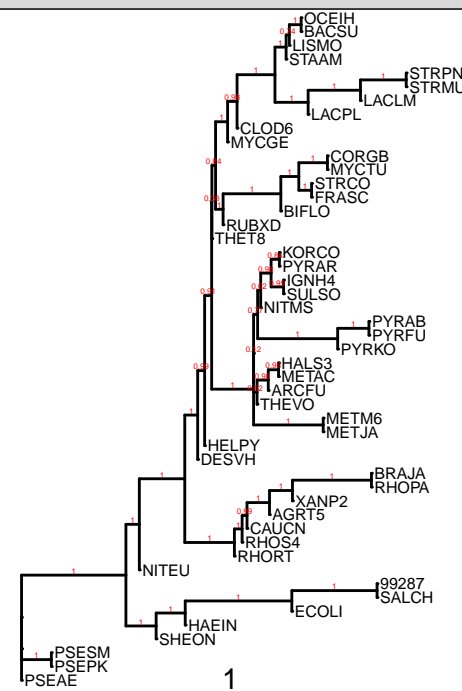 OCEIH
BACSU
LISMO
STAAM
STRPN
STRMU
LACLM
LACPL
CLOD6
MYCGE
CORGB
MYCTU
STRCO
FRASC
BIFLO
RUBXD
THET8
KORCO
PYRAR
IGNH4
SULSO
NITMS
PYRAB
PYRFU
PYRKO
HALS3
METAC
ARCFU
THEVO
METM6
METJA
HELPY
DESVH
BRAJA
RHOPA
XANP2
AGRT5
CAUCN
RHOS4
RHORT
NITEU
99287
SALCH
ECOLI
HAEIN
SHEON
PSESM
PSEPK
PSEAE
1